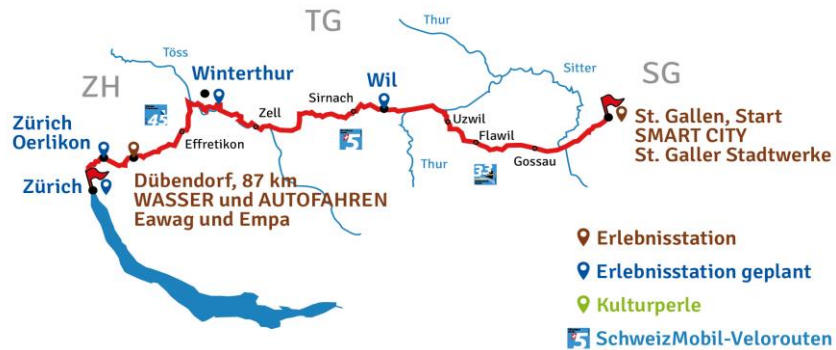 TG
Thur
Töss
Sitter
ZH
SG
Winterthur
Wil
45
Zell
Sirnach
5
Uzwil
Flawil
Gossau
Thur
33
St. Gallen, Start
SMART CITY
St. Galler Stadtwerke
Zürich
Oerlikon
Effretikon
Zürich
Dübendorf, 87 km
WASSER und AUTOFAHREN
Eawag und Empa
Erlebnisstation
Erlebnisstation geplant
Kulturperle
5 SchweizMobil-Velorouten